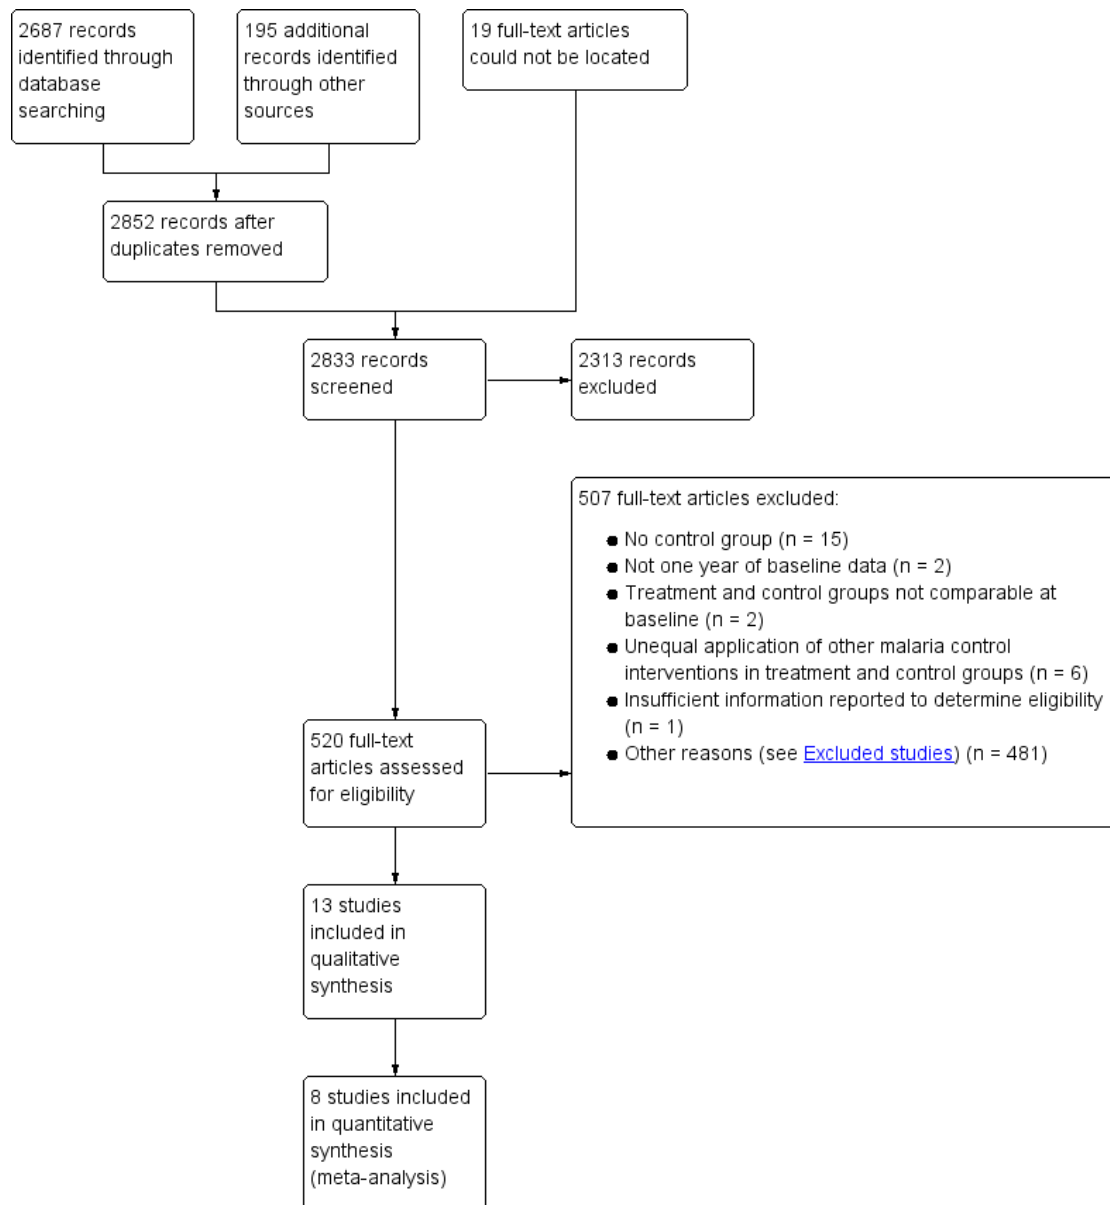 2687 records
identified through
database
searching
195 additional
records identified
through other
sources
19 full-text articles
could not be located
2852 records after
duplicates removed
2833 records
screened
2313 records
excluded
507 full-text articles excluded:
● No control group (n = 15)
● Not one year of baseline data (n = 2)
● Treatment and control groups not comparable at
baseline (n = 2)
● Unequal application of other malaria control
interventions in treatment and control groups (n = 6)
● Insufficient information reported to determine eligibility
(n = 1)
● Other reasons (see Excluded studies) (n = 481)
520 full-text
articles assessed
for eligibility
13 studies
included in
qualitative
synthesis
8 studies included
in quantitative
synthesis
(meta-analysis)